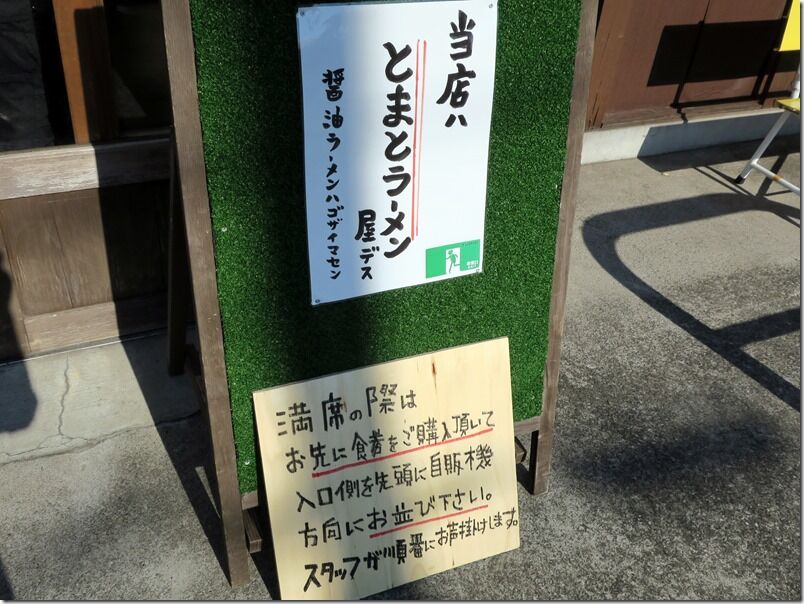 当店ハ
とまとラーメン
屋デス
醤油ラーメンハゴザイマセン
満席の際は
お先に食券をご購入頂いて
入口側を先頭に自販機
方向にお並び下さい。
スタッフが順番にお声掛けします。